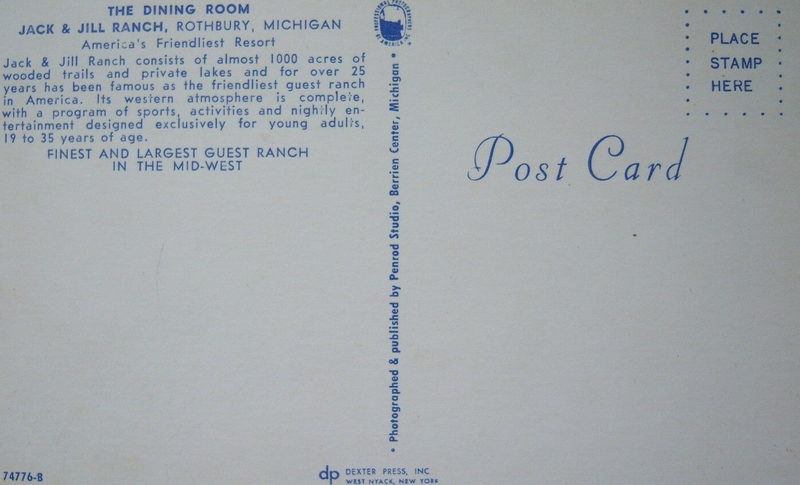 THE DINING ROOM
JACK & JILL RANCH, ROTHBURY, MICHIGAN
America's Friendliest Resort
Jack & Jill Ranch consists of almost 1000 acres of
wooded trails and private lakes and for over 25
years has been famous as the friendliest guest ranch
in America. Its western atmosphere is complete,
with a program of sports, activities and nightly en-
tertainment designed exclusively for young adults,
19 to 35 years of age.
FINEST AND LARGEST GUEST RANCH
IN THE MID-WEST
74776-B
PROFESSIONAL PHOTOGRAPHERS OF AMERICA
• Photographed & published by Penrod Studio, Berrien Center, Michigan •
dp DEXTER PRESS, INC
WEST NYACK, NEW YORK
PLACE
STAMP
HERE
Post Card